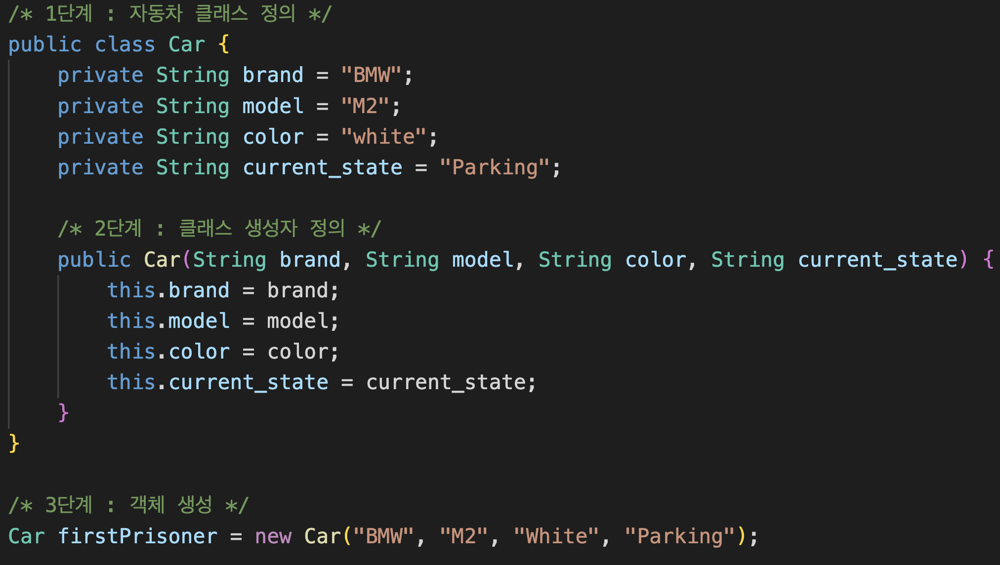 /* 1단계 : 자동차 클래스 정의 */
public class Car {
    private String brand = "BMW";
    private String model = "M2";
    private String color = "white";
    private String current_state = "Parking";

    /* 2단계 : 클래스 생성자 정의 */
    public Car(String brand, String model, String color, String current_state) {
        this.brand = brand;
        this.model = model;
        this.color = color;
        this.current_state = current_state;
    }
}

/* 3단계 : 객체 생성 */
Car firstPrisoner = new Car("BMW", "M2", "White", "Parking");